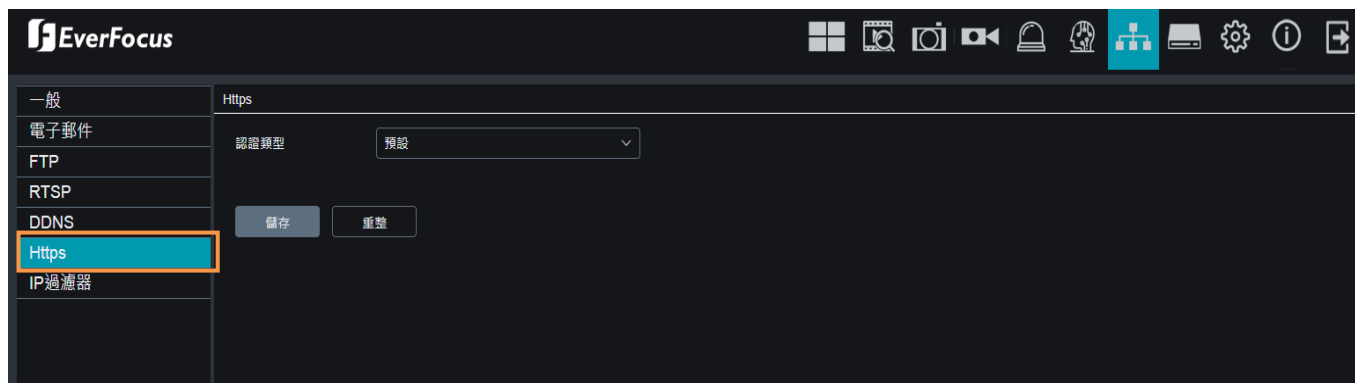 EverFocus
一般
電子郵件
FTP
RTSP
DDNS
Https
IP過濾器
Https
認證類型
預設
儲存
重整